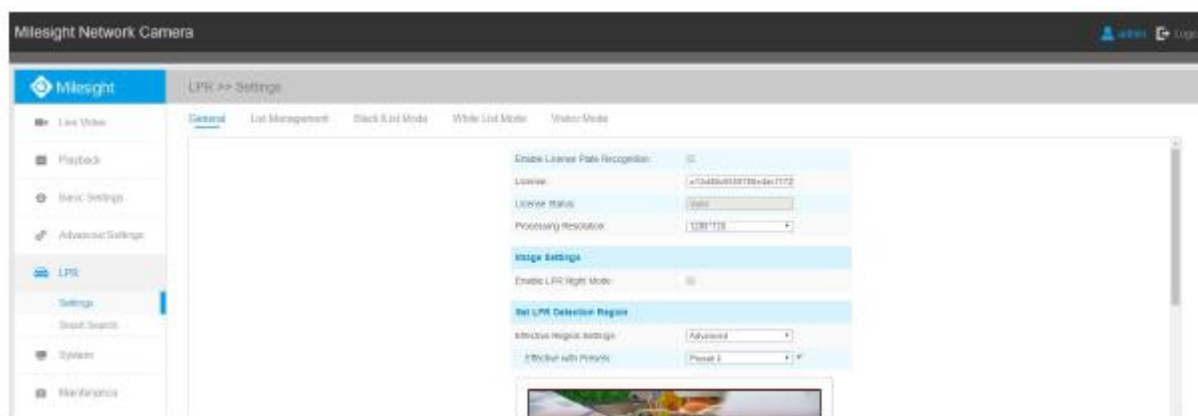 Milesight Network Camera
admin
Milesight
LPR >> Settings
Live Video
General List Management Black List Mode White List Mode Visitor Mode
Enable License Plate Recognition
Playback
License
Basic Settings
License Status Valid
Processing Resolution 1280*720
Advanced Settings
Image Settings
LPR
Enable LPR Night Mode
Settings
Set LPR Detection Region
Smart Search
Effective Region Settings Advanced
System
Effective with Presets
Maintenance